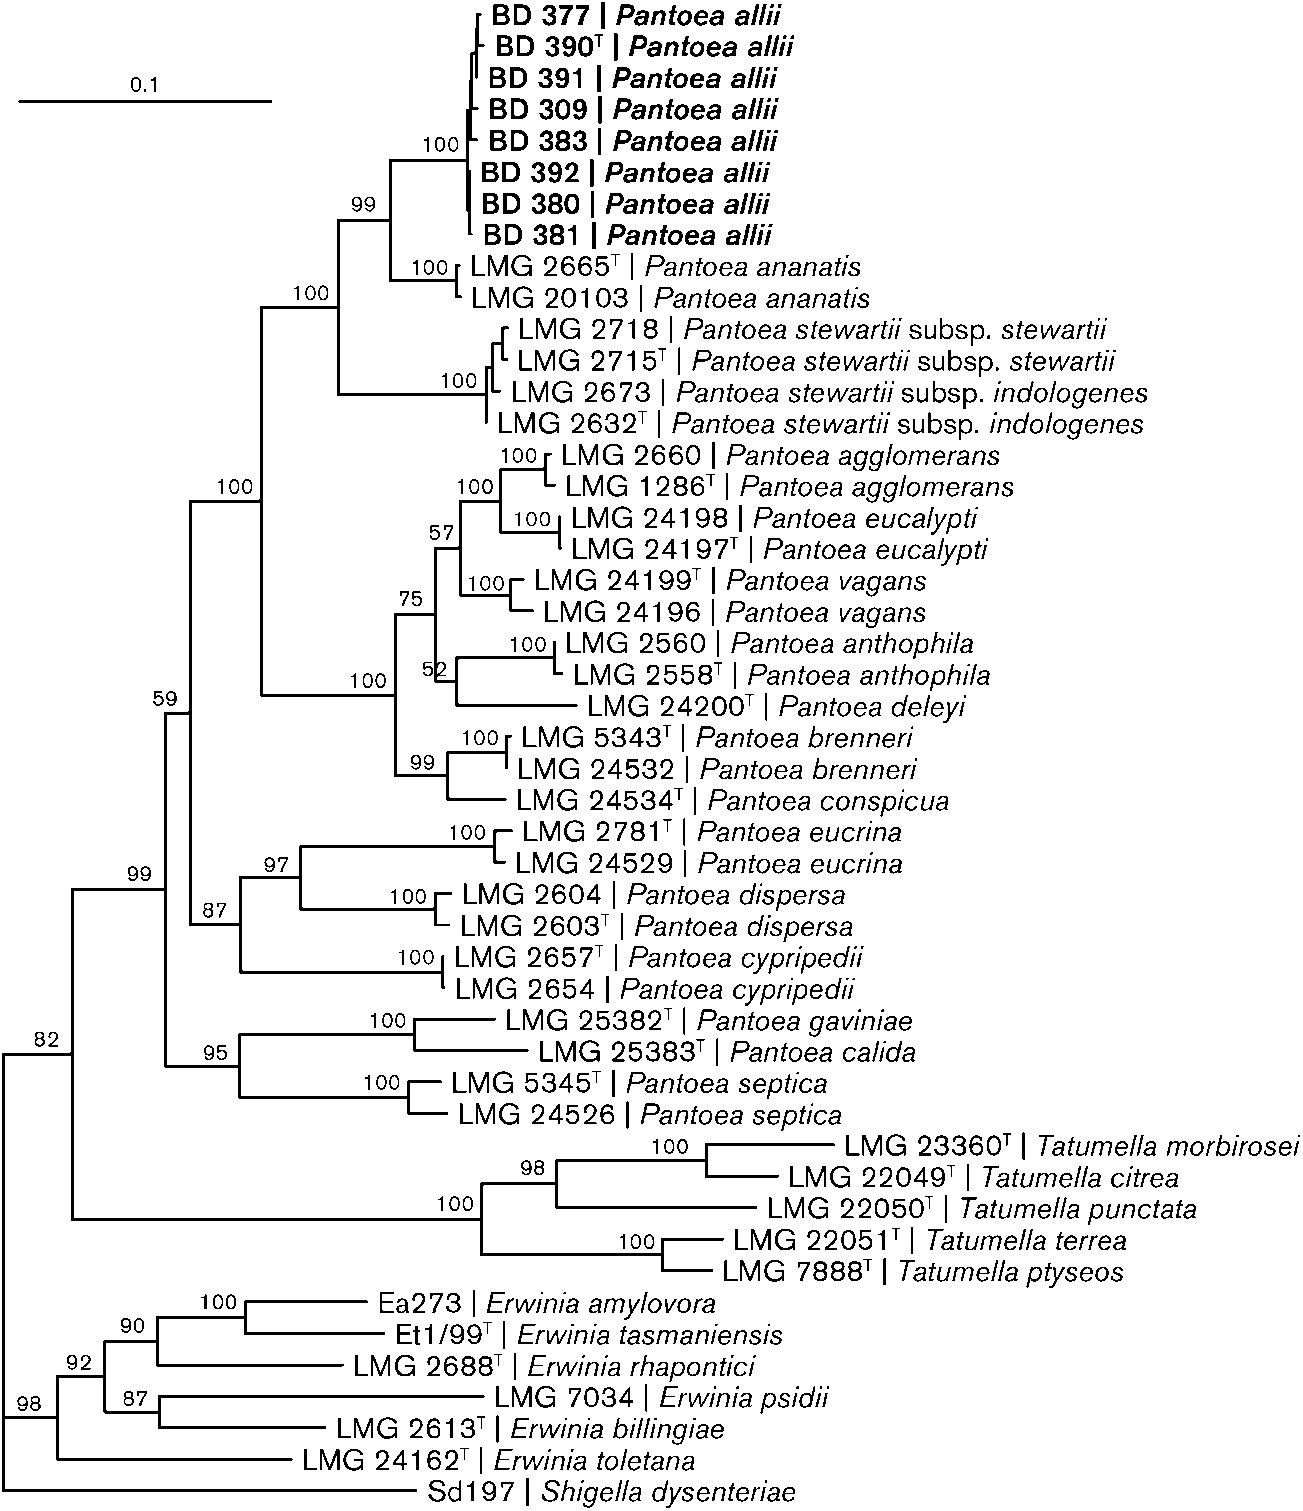 BD 377 | Pantoea allii
BD 390ᵀ | Pantoea allii
BD 391 | Pantoea allii
0.1
BD 309 | Pantoea allii
BD 383 | Pantoea allii
100
BD 392 | Pantoea allii
BD 380 | Pantoea allii
99
BD 381 | Pantoea allii
LMG 2665ᵀ | Pantoea ananatis
100
LMG 20103 | Pantoea ananatis
100
LMG 2718 | Pantoea stewartii subsp. stewartii
LMG 2715ᵀ | Pantoea stewartii subsp. stewartii
100
LMG 2673 | Pantoea stewartii subsp. indologenes
LMG 2632ᵀ | Pantoea stewartii subsp. indologenes
100
LMG 2660 | Pantoea agglomerans
100
100
LMG 1286ᵀ | Pantoea agglomerans
100
LMG 24198 | Pantoea eucalypti
57
LMG 24197ᵀ | Pantoea eucalypti
100
LMG 24199ᵀ | Pantoea vagans
75
LMG 24196 | Pantoea vagans
100
LMG 2560 | Pantoea anthophila
52
LMG 2558ᵀ | Pantoea anthophila
100
LMG 24200ᵀ | Pantoea deleyi
59
100
LMG 5343ᵀ | Pantoea brenneri
99
LMG 24532 | Pantoea brenneri
LMG 24534ᵀ | Pantoea conspicua
100
LMG 2781ᵀ | Pantoea eucrina
97
LMG 24529 | Pantoea eucrina
99
100
LMG 2604 | Pantoea dispersa
87
LMG 2603ᵀ | Pantoea dispersa
100
LMG 2657ᵀ | Pantoea cypripedii
LMG 2654 | Pantoea cypripedii
100
LMG 25382ᵀ | Pantoea gaviniae
82
95
LMG 25383ᵀ | Pantoea calida
100
LMG 5345ᵀ | Pantoea septica
LMG 24526 | Pantoea septica
100
LMG 23360ᵀ | Tatumella morbirosei
98
LMG 22049ᵀ | Tatumella citrea
100
LMG 22050ᵀ | Tatumella punctata
100
LMG 22051ᵀ | Tatumella terrea
LMG 7888ᵀ | Tatumella ptyseos
100
Ea273 | Erwinia amylovora
90
Et1/99ᵀ | Erwinia tasmaniensis
92
LMG 2688ᵀ | Erwinia rhapontici
87
LMG 7034 | Erwinia psidii
98
LMG 2613ᵀ | Erwinia billingiae
LMG 24162ᵀ | Erwinia toletana
Sd197 | Shigella dysenteriae